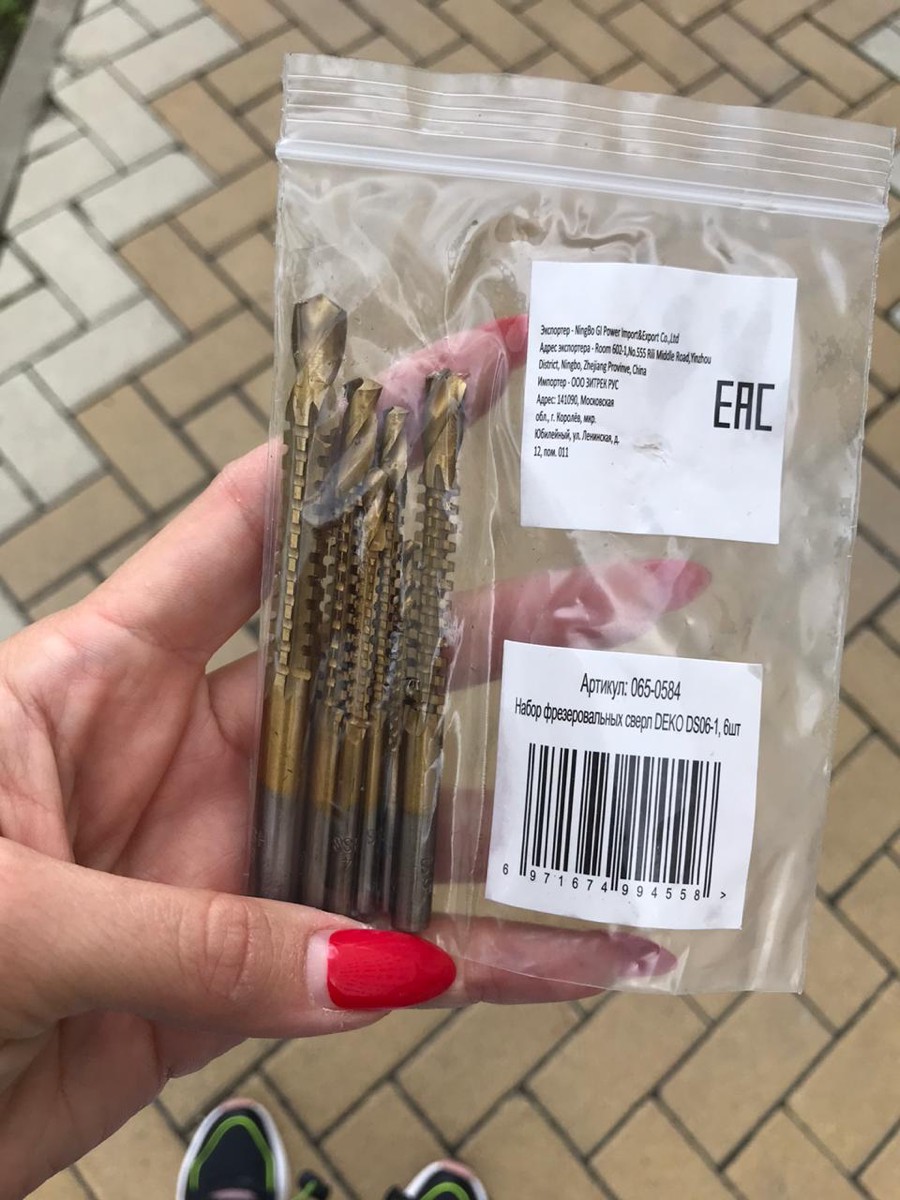 Экспортер - NingBo GI Power Import&Export Co.,Ltd
Адрес экспортера - Room 602-1,No.555 Rili Middle Road,Yinzhou
District, Ningbo, Zhejiang Provinve, China
Импортер - ООО ЗИТРЕК РУС
Адрес: 141090, Московская
обл., г. Королёв, мкр.
Юбилейный, ул. Ленинская, д.
12, пом. 011
EAC
Артикул: 065-0584
Набор фрезеровальных сверл DEKO DS06-1, 6шт
6 971674 994558 >